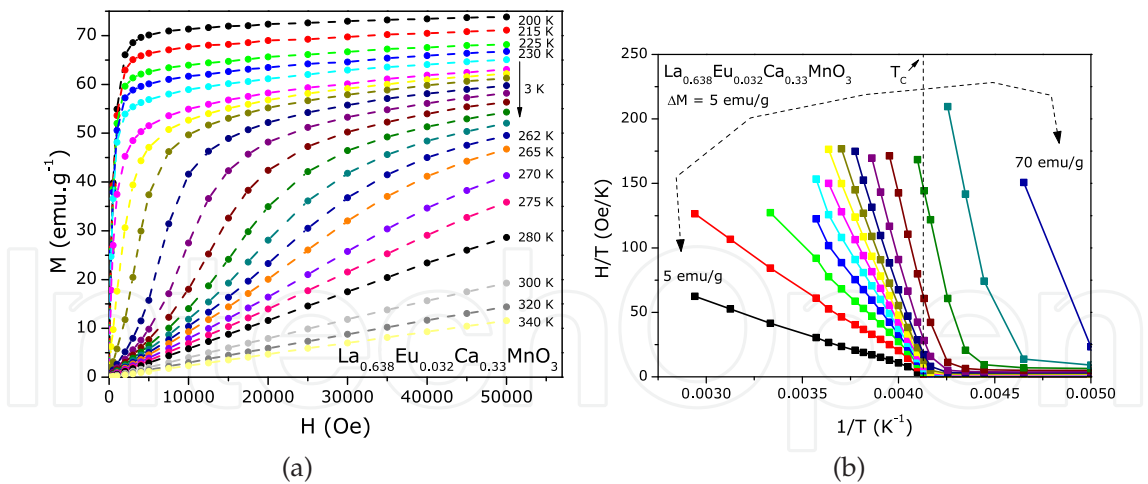 70
60
50
40
30
20
10
0
M (emu.g⁻¹)
200 K
215 K
225 K
230 K
3 K
262 K
265 K
270 K
275 K
280 K
300 K
320 K
340 K
La0.638Eu0.032Ca0.33MnO3
0 10000 20000 30000 40000 50000
H (Oe)
(a)
250
200
150
100
50
0
H/T (Oe/K)
La0.638Eu0.032Ca0.33MnO3
TC
ΔM = 5 emu/g
70 emu/g
5 emu/g
0.0030 0.0035 0.0040 0.0045 0.0050
1/T (K⁻¹)
(b)
InTechOpen